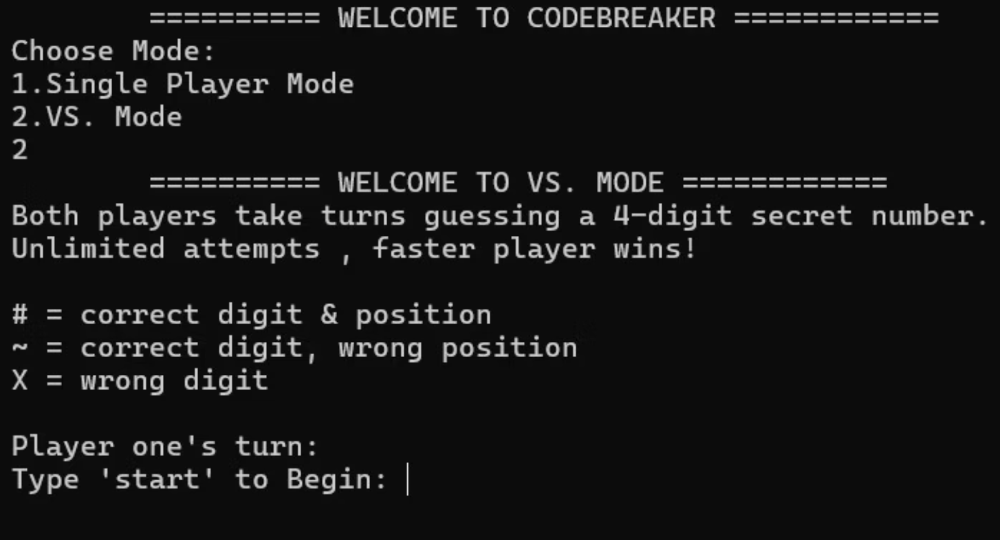 ========== WELCOME TO CODEBREAKER ============
Choose Mode:
1.Single Player Mode
2.VS. Mode
2
========== WELCOME TO VS. MODE ============
Both players take turns guessing a 4-digit secret number.
Unlimited attempts , faster player wins!
# = correct digit & position
~ = correct digit, wrong position
X = wrong digit
Player one's turn:
Type 'start' to Begin: